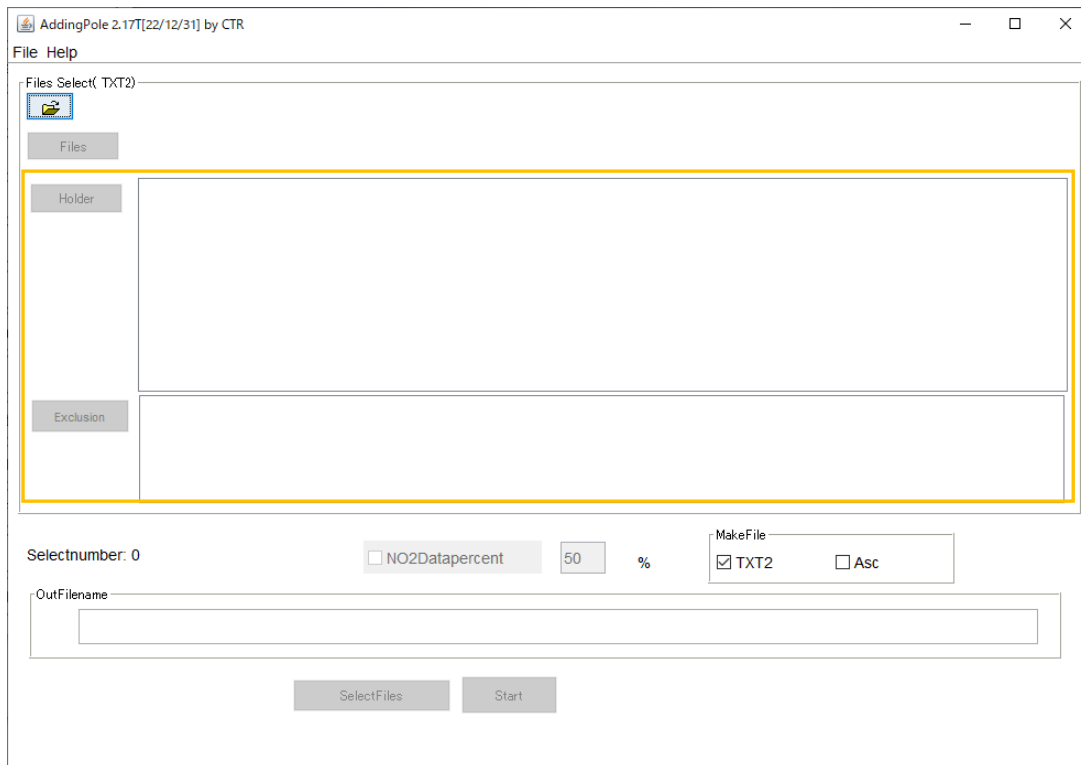 AddingPole 2.17T[22/12/31] by CTR
File Help
Files Select( TXT2)
Files
Holder
Exclusion
Selectnumber: 0
NO2Datapercent 50 %
MakeFile
TXT2 Asc
OutFilename
SelectFiles Start